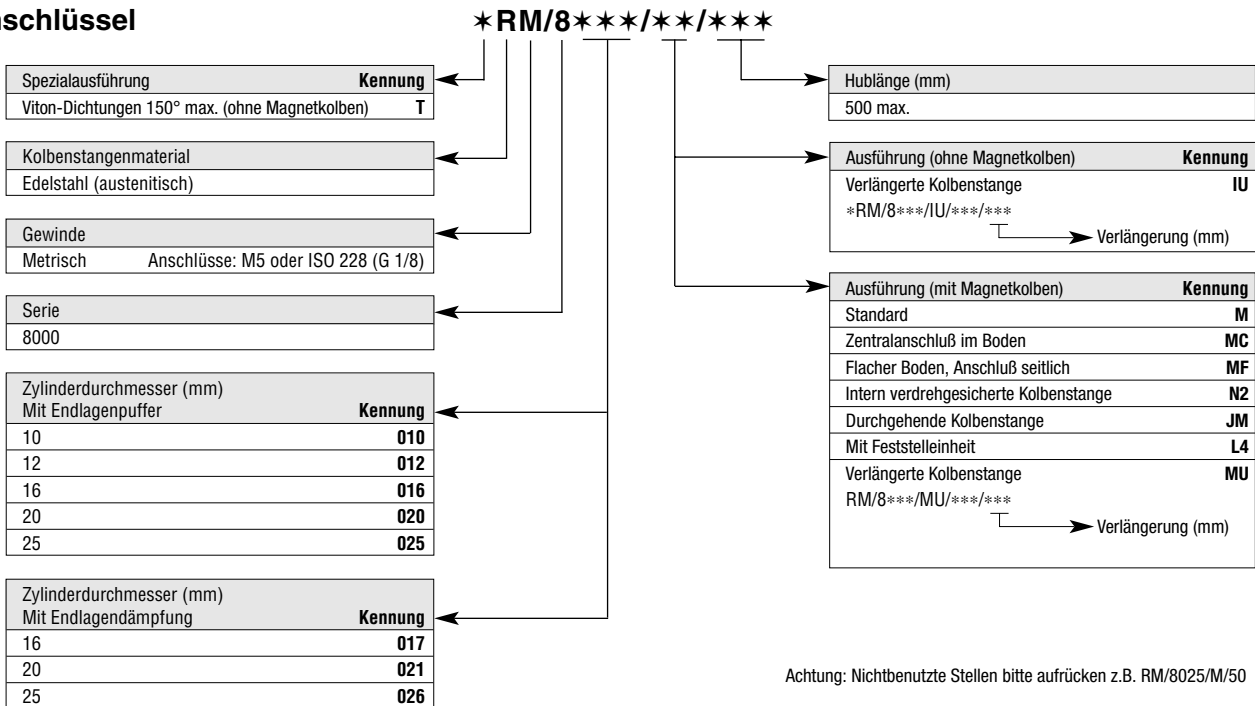 nschlüssel
✶RM/8✶✶✶/✶✶/✶✶✶
Spezialausführung Kennung
Viton-Dichtungen 150° max. (ohne Magnetkolben) T
Kolbenstangenmaterial
Edelstahl (austenitisch)
Gewinde
Metrisch Anschlüsse: M5 oder ISO 228 (G 1/8)
Serie
8000
Zylinderdurchmesser (mm)
Mit Endlagenpuffer Kennung
10 010
12 012
16 016
20 020
25 025
Zylinderdurchmesser (mm)
Mit Endlagendämpfung Kennung
16 017
20 021
25 026
Hublänge (mm)
500 max.
Ausführung (ohne Magnetkolben) Kennung
Verlängerte Kolbenstange IU
*RM/8***/IU/***/***
Verlängerung (mm)
Ausführung (mit Magnetkolben) Kennung
Standard M
Zentralanschluß im Boden MC
Flacher Boden, Anschluß seitlich MF
Intern verdrehgesicherte Kolbenstange N2
Durchgehende Kolbenstange JM
Mit Feststelleinheit L4
Verlängerte Kolbenstange MU
RM/8***/MU/***/***
Verlängerung (mm)
Achtung: Nichtbenutzte Stellen bitte aufrücken z.B. RM/8025/M/50